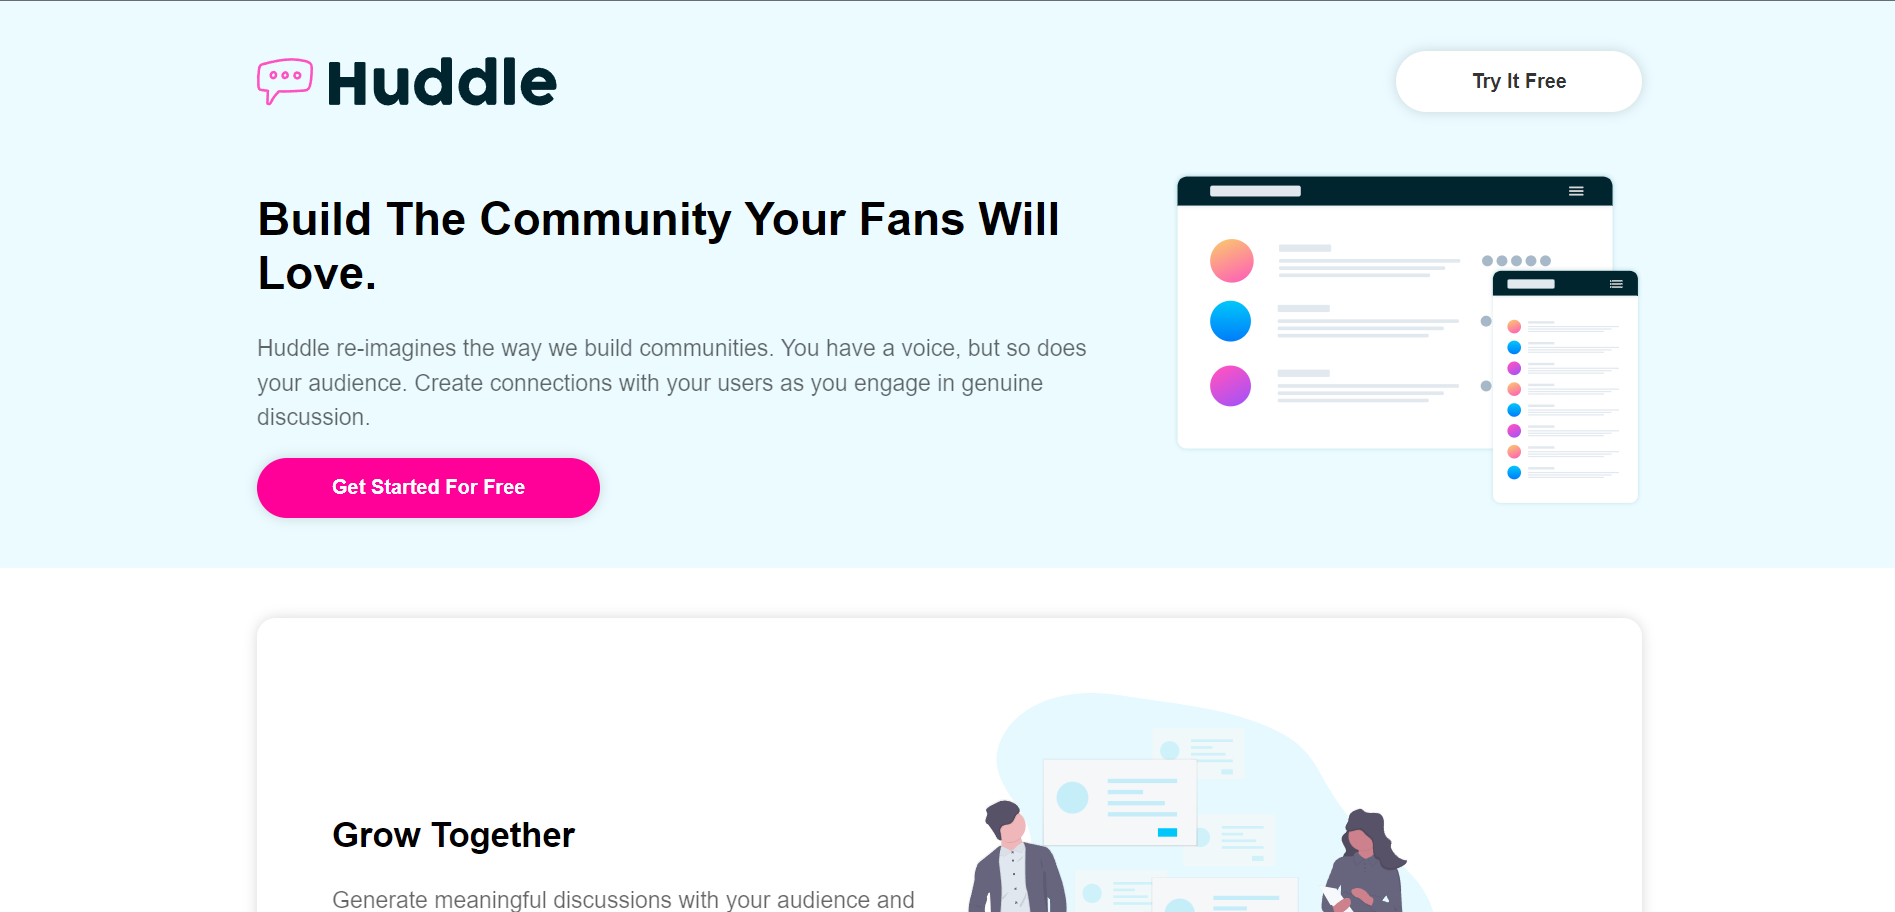 Huddle
Try It Free
Build The Community Your Fans Will
Love.
Huddle re-imagines the way we build communities. You have a voice, but so does
your audience. Create connections with your users as you engage in genuine
discussion.
Get Started For Free
Grow Together
Generate meaningful discussions with your audience and